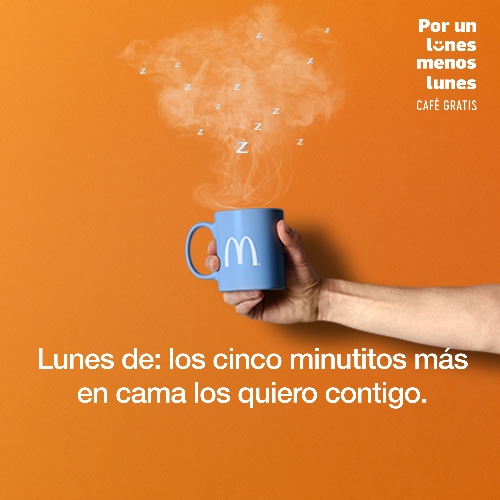 Por un
lunes
menos
lunes
CAFÉ GRATIS
z
z
z
z
z
z
z
z
z
z
z
z
M
Lunes de: los cinco minutitos más
en cama los quiero contigo.